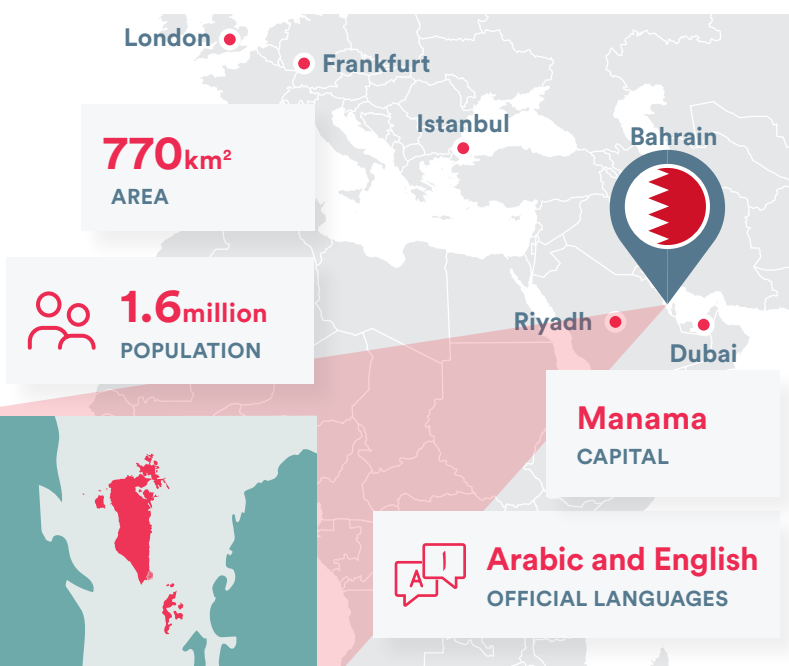 London
Frankfurt
Istanbul
Bahrain
770km²
AREA
1.6million
POPULATION
Riyadh
Dubai
Manama
CAPITAL
A
ا
Arabic and English
OFFICIAL LANGUAGES